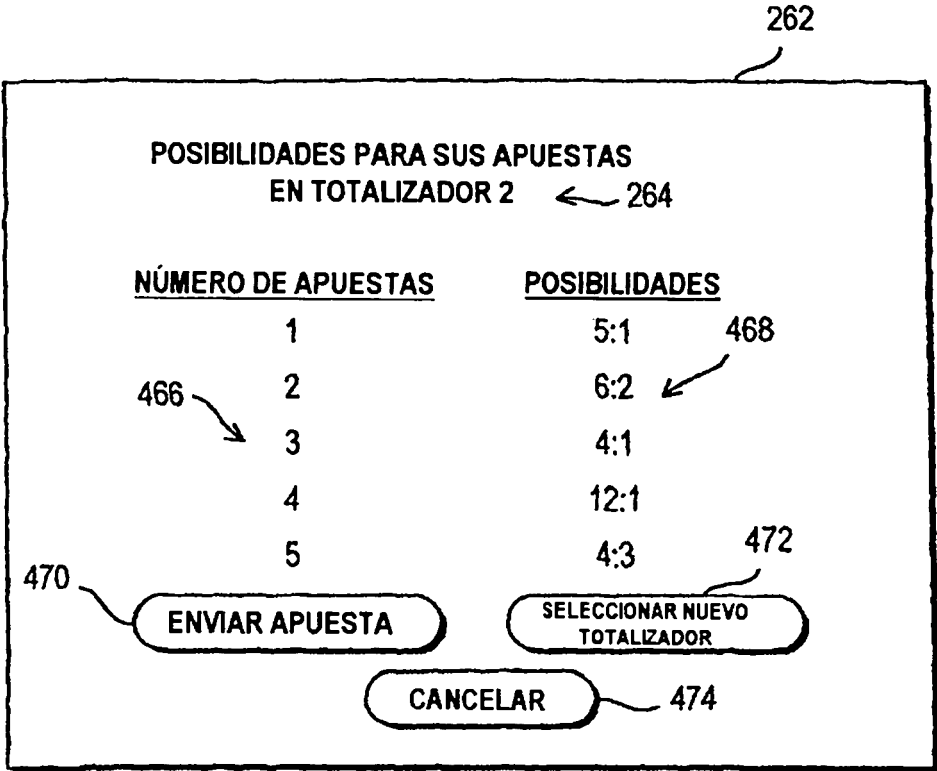 262
POSIBILIDADES PARA SUS APUESTAS
EN TOTALIZADOR 2 264
NÚMERO DE APUESTAS POSIBILIDADES
1 5:1 468
2 6:2
466
3 4:1
4 12:1
5 4:3 472
470
ENVIAR APUESTA SELECCIONAR NUEVO
TOTALIZADOR
CANCELAR 474